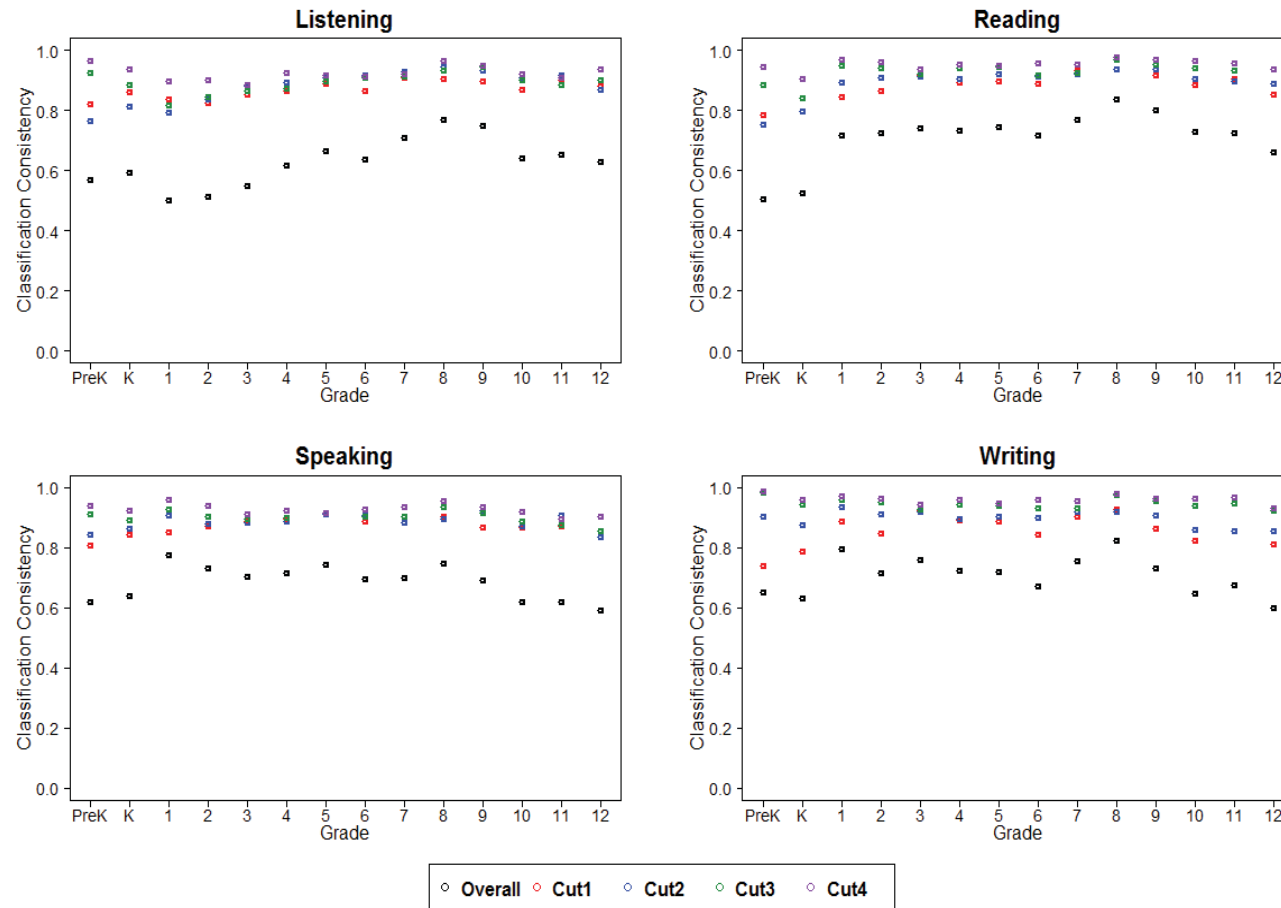 Listening
Classification Consistency
1.0
0.8
0.6
0.4
0.2
0.0
PreK K 1 2 3 4 5 6 7 8 9 10 11 12
Grade
Reading
Classification Consistency
1.0
0.8
0.6
0.4
0.2
0.0
PreK K 1 2 3 4 5 6 7 8 9 10 11 12
Grade
Speaking
Classification Consistency
1.0
0.8
0.6
0.4
0.2
0.0
PreK K 1 2 3 4 5 6 7 8 9 10 11 12
Grade
Writing
Classification Consistency
1.0
0.8
0.6
0.4
0.2
0.0
PreK K 1 2 3 4 5 6 7 8 9 10 11 12
Grade
Overall Cut1 Cut2 Cut3 Cut4